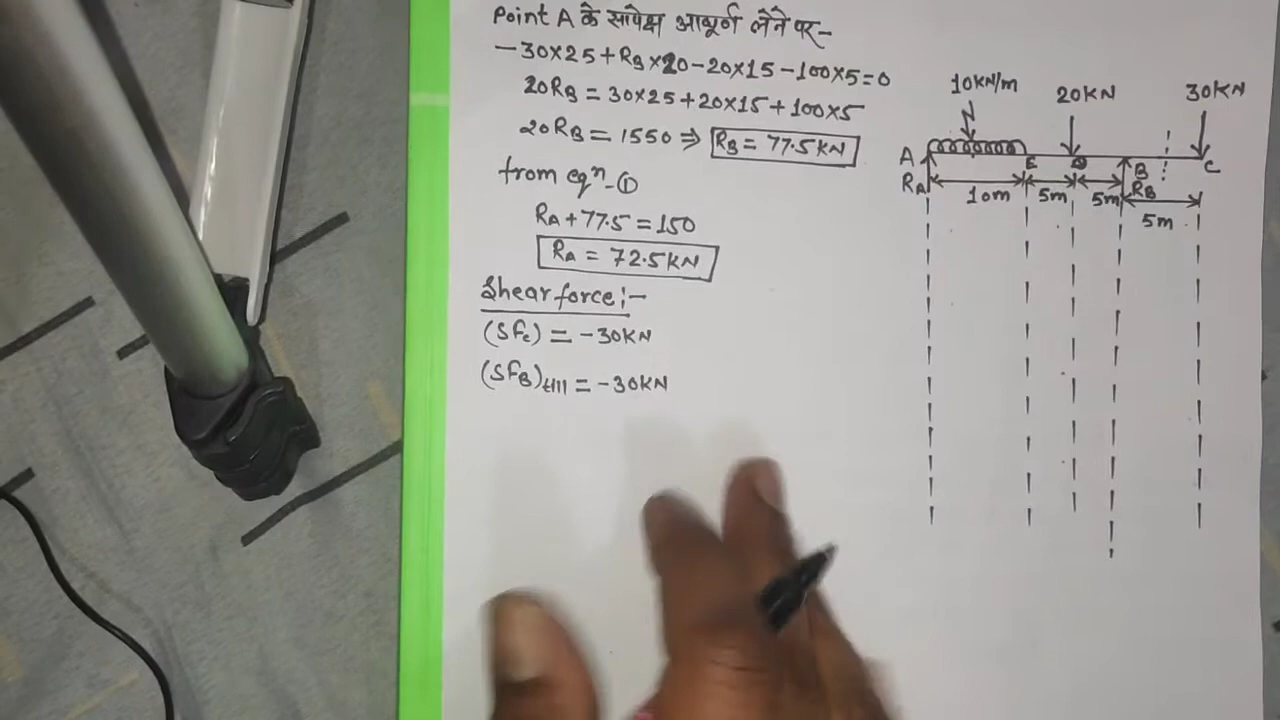 Point A के सापेक्ष आघूर्ण लेने पर-
-30×25+RB×20-20×15-100×5=0
20RB = 30×25+20×15+100×5
20RB = 1550 ⇒ RB = 77.5KN
from eqⁿ-①
RA+77.5=150
RA = 72.5KN
Shear force:-
(SFc) = -30KN
(SFB)till = -30KN
10KN/m
20KN
30KN
A
E
D
B
C
RA
RB
10m
5m
5m
5m